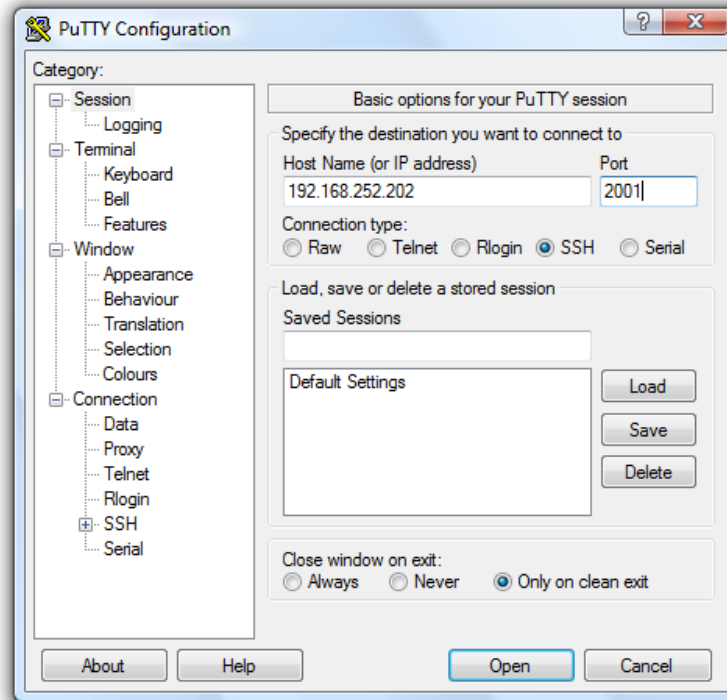 PuTTY Configuration
Category:
Session
Logging
Terminal
Keyboard
Bell
Features
Window
Appearance
Behaviour
Translation
Selection
Colours
Connection
Data
Proxy
Telnet
Rlogin
SSH
Serial
Basic options for your PuTTY session
Specify the destination you want to connect to
Host Name (or IP address) Port
192.168.252.202 2001
Connection type:
Raw Telnet Rlogin SSH Serial
Load, save or delete a stored session
Saved Sessions
Default Settings
Load
Save
Delete
Close window on exit:
Always Never Only on clean exit
About Help Open Cancel